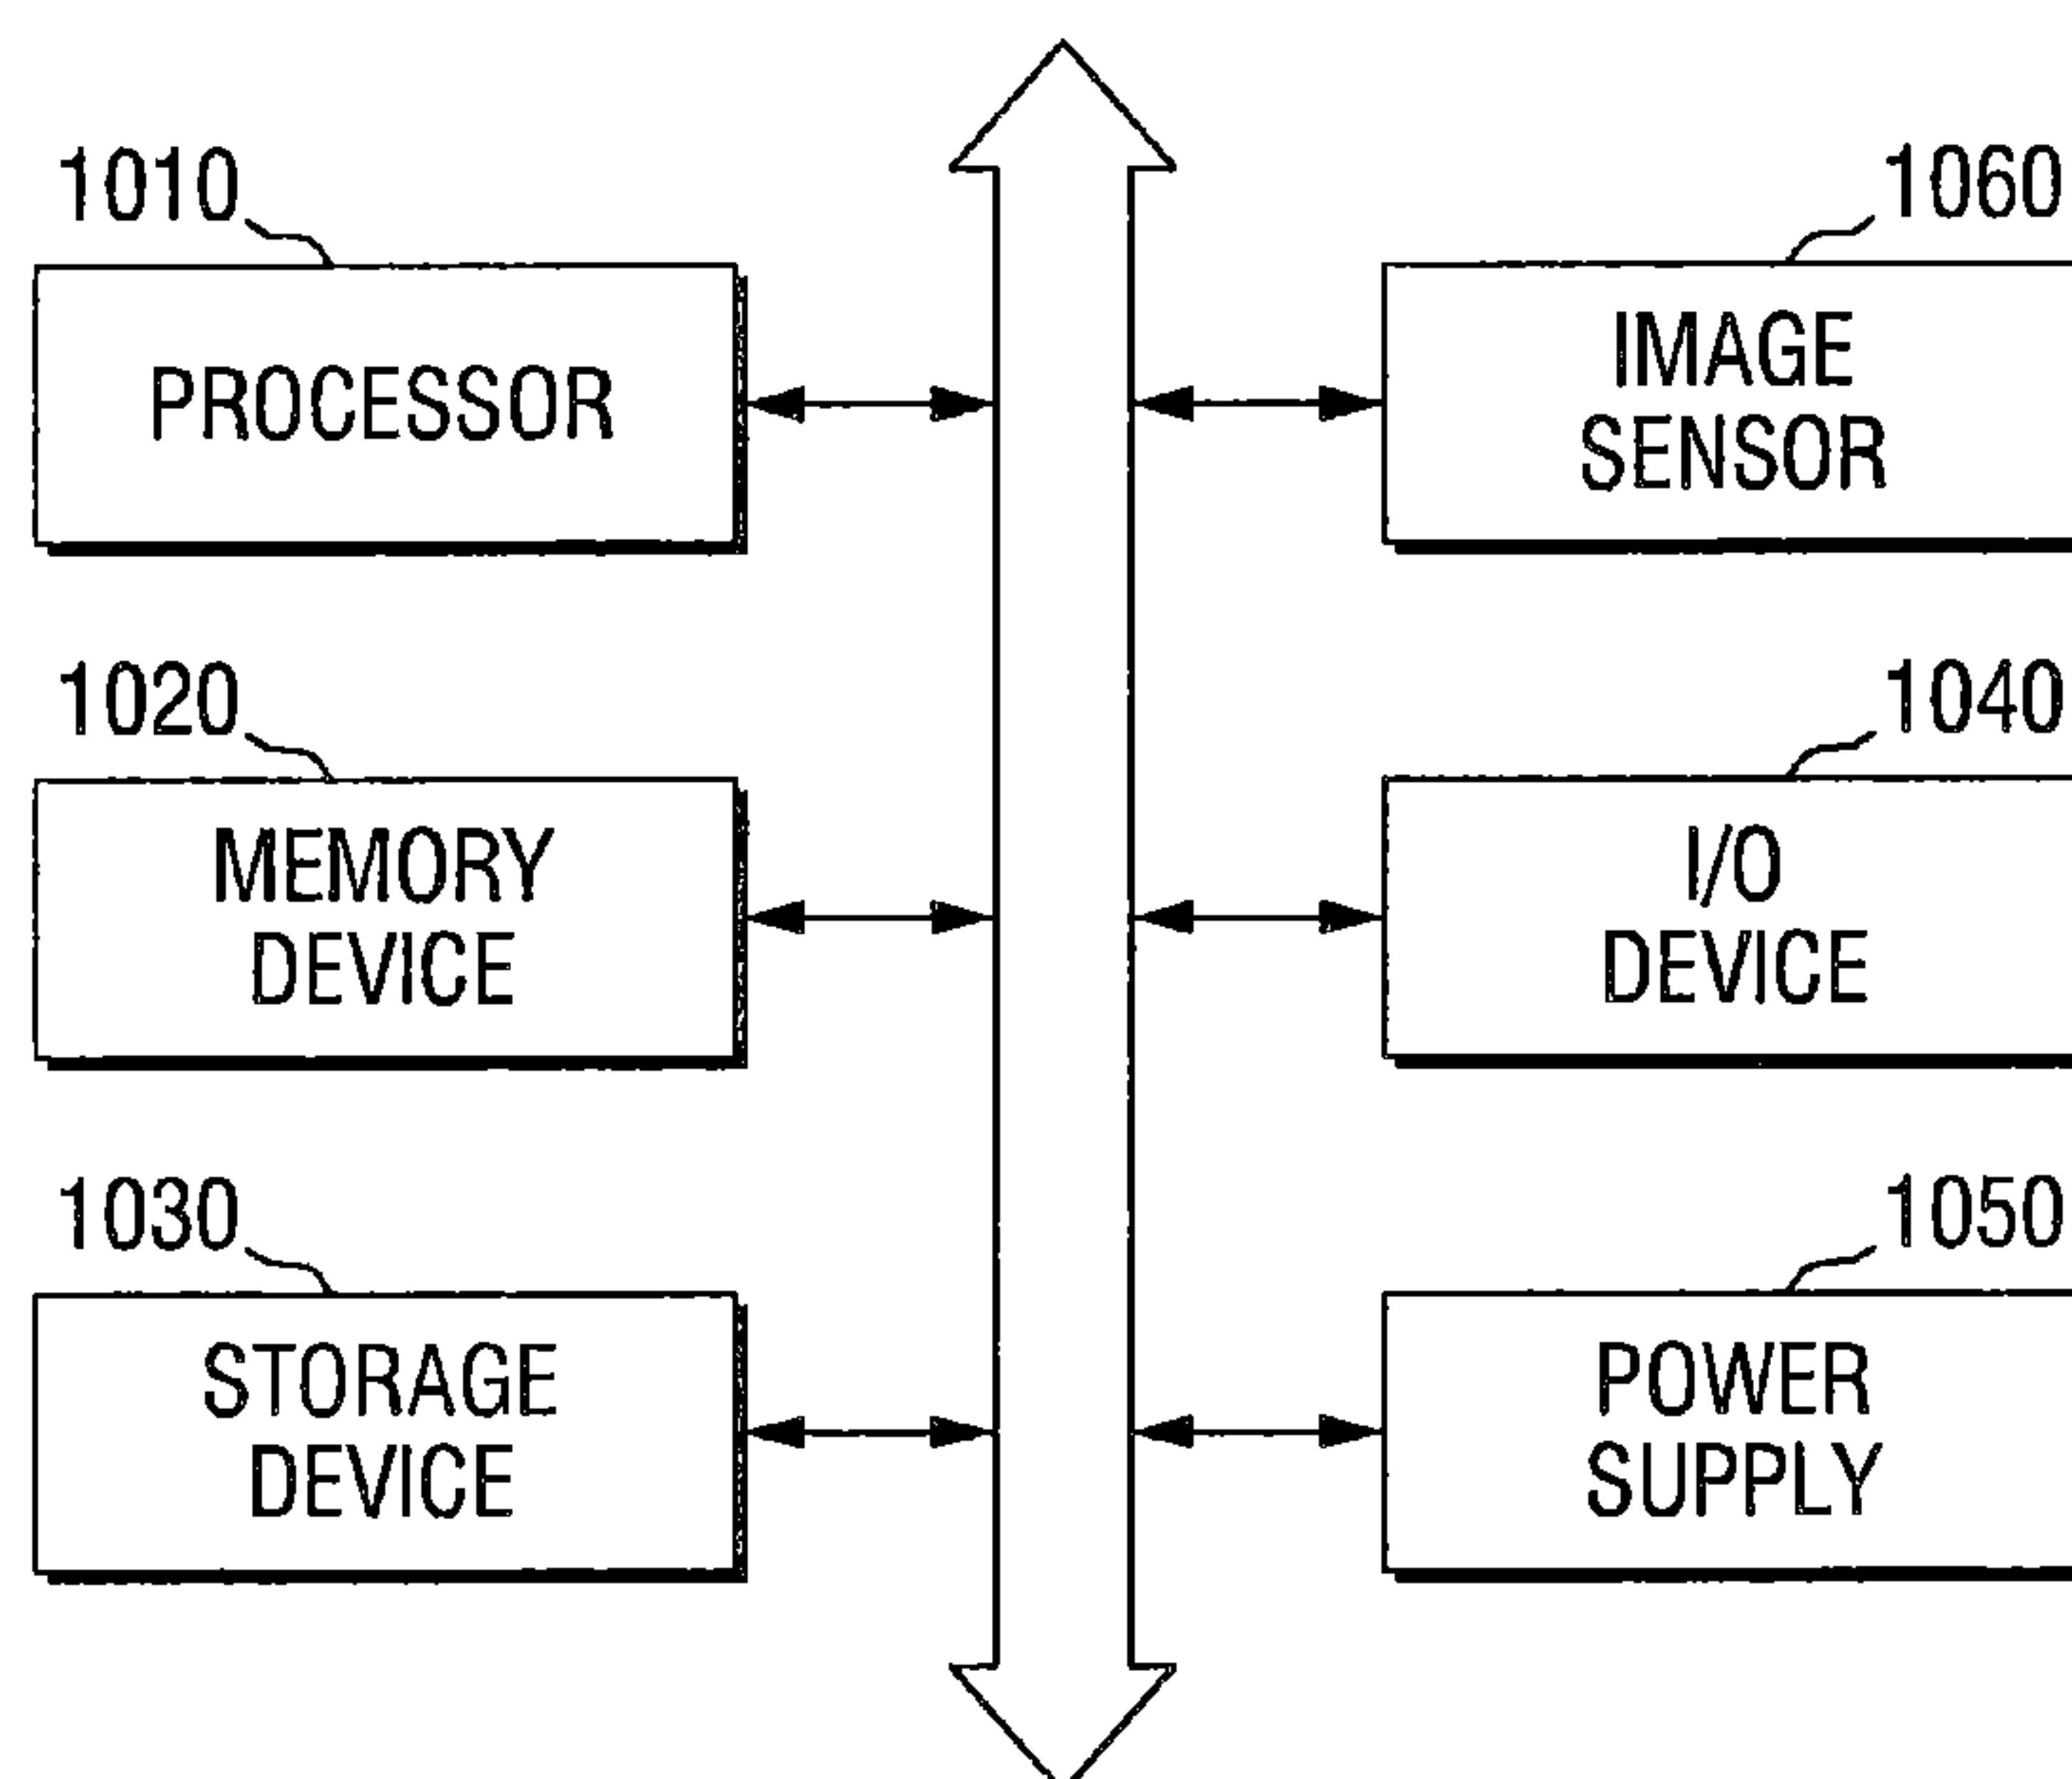 1010
PROCESSOR
1060
IMAGE
SENSOR
1020
MEMORY
DEVICE
1040
I/O
DEVICE
1030
STORAGE
DEVICE
1050
POWER
SUPPLY